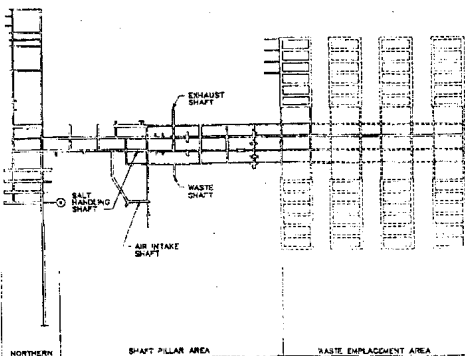 EXHAUST
SHAFT
WASTE
SHAFT
SALT
HANDLING
SHAFT
AIR INTAKE
SHAFT
NORTHERN
SHAFT PILLAR AREA
WASTE EMPLACEMENT AREA